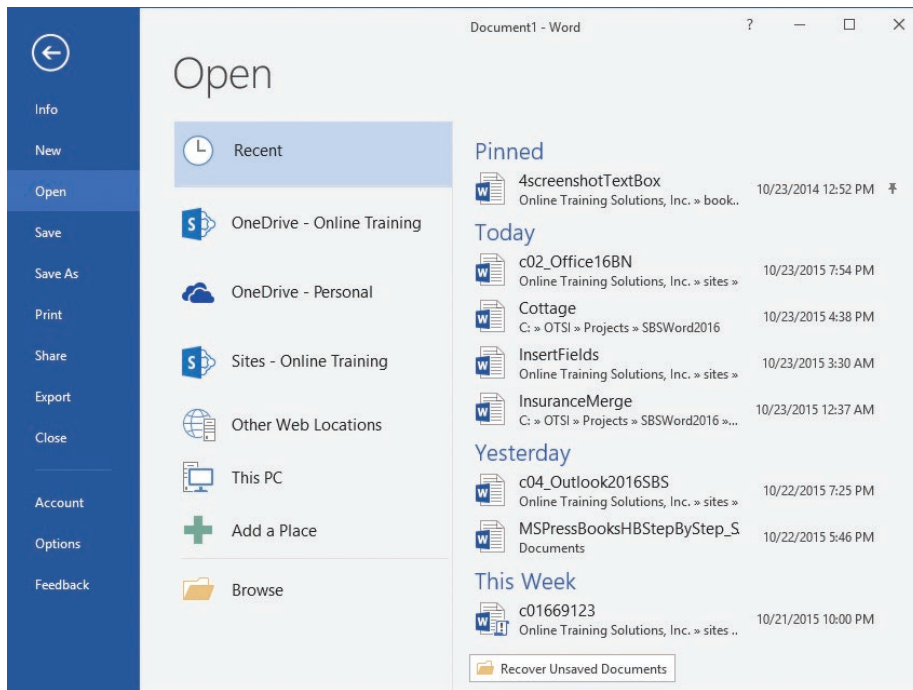 Document1 - Word
Open
Info
New
Open
Save
Save As
Print
Share
Export
Close
Account
Options
Feedback
Recent
OneDrive - Online Training
OneDrive - Personal
Sites - Online Training
Other Web Locations
This PC
Add a Place
Browse
Pinned
4screenshotTextBox 10/23/2014 12:52 PM
Online Training Solutions, Inc. » book..
Today
c02_Office16BN 10/23/2015 7:54 PM
Online Training Solutions, Inc. » sites »
Cottage 10/23/2015 4:38 PM
C: » OTSI » Projects » SBSWord2016
InsertFields 10/23/2015 3:30 AM
Online Training Solutions, Inc. » sites »
InsuranceMerge 10/23/2015 12:37 AM
C: » OTSI » Projects » SBSWord2016 »...
Yesterday
c04_Outlook2016SBS 10/22/2015 7:25 PM
Online Training Solutions, Inc. » sites »
MSPressBooksHBStepByStep_S 10/22/2015 5:46 PM
Documents
This Week
c01669123 10/21/2015 10:00 PM
Online Training Solutions, Inc. » sites ..
Recover Unsaved Documents